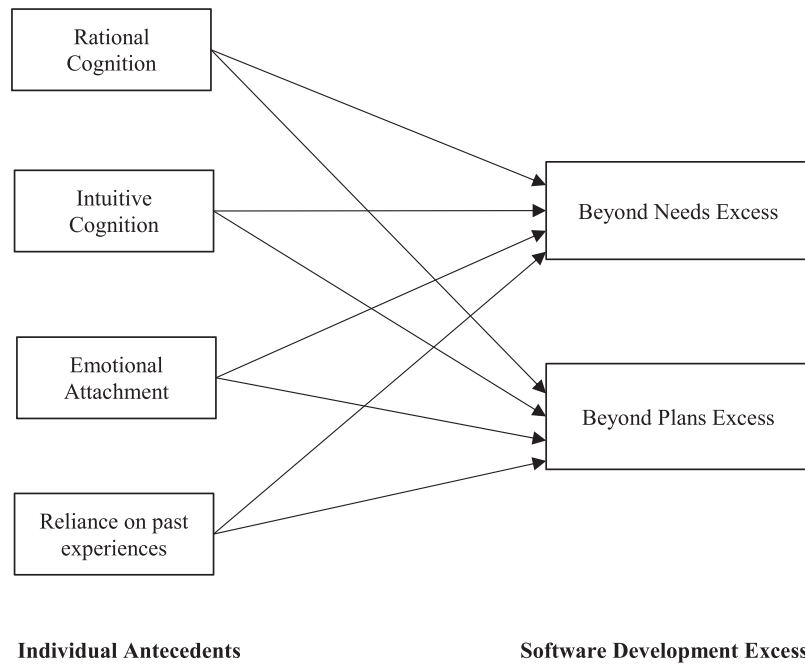 Rational
Cognition
Intuitive
Cognition
Beyond Needs Excess
Emotional
Attachment
Beyond Plans Excess
Reliance on past
experiences
Individual Antecedents
Software Development Excess